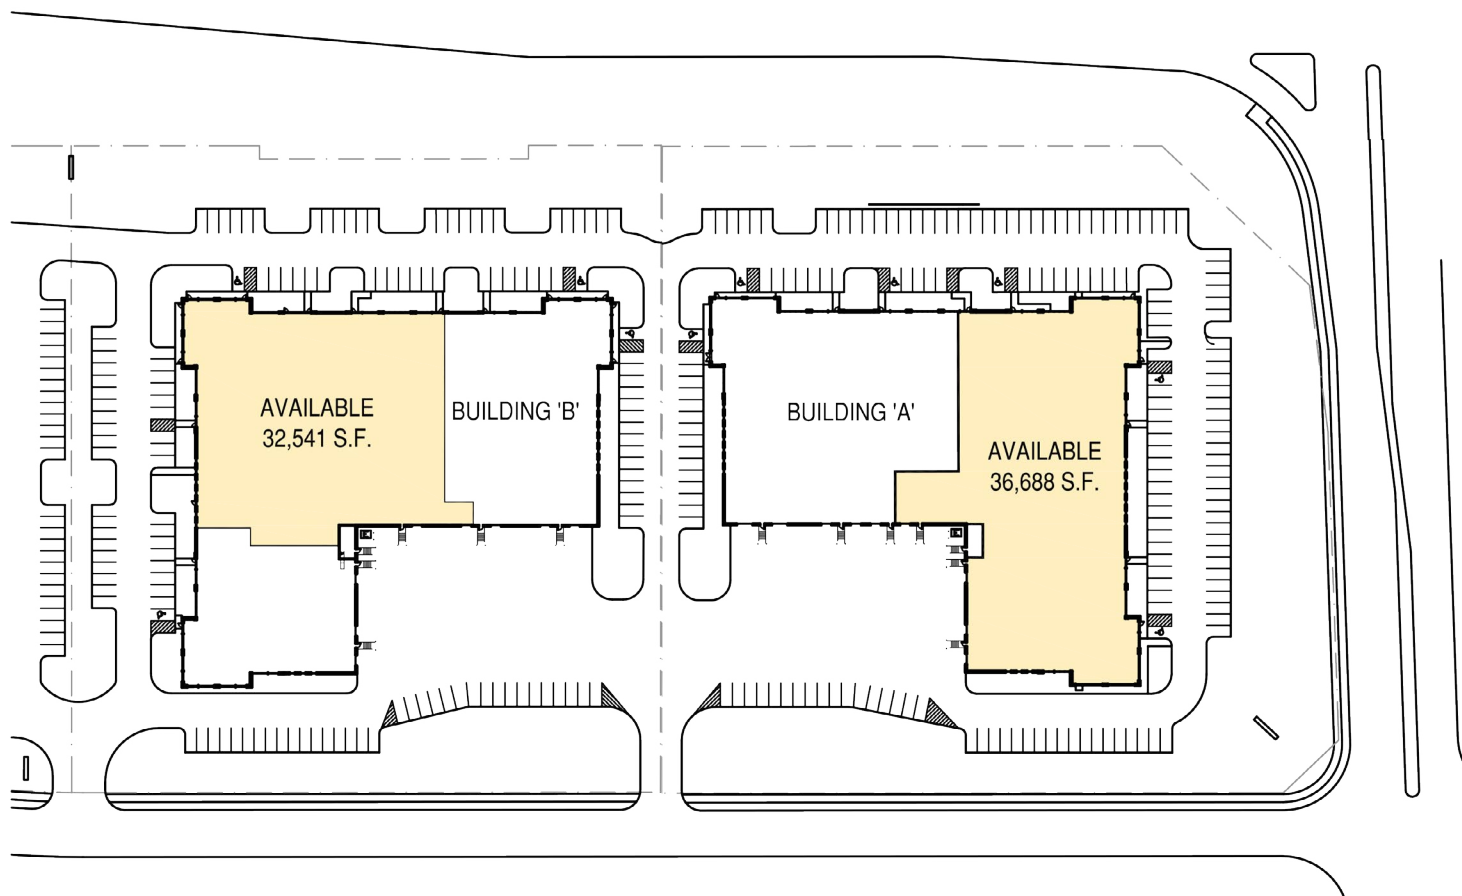 AVAILABLE
32,541 S.F.
BUILDING 'B'
BUILDING 'A'
AVAILABLE
36,688 S.F.